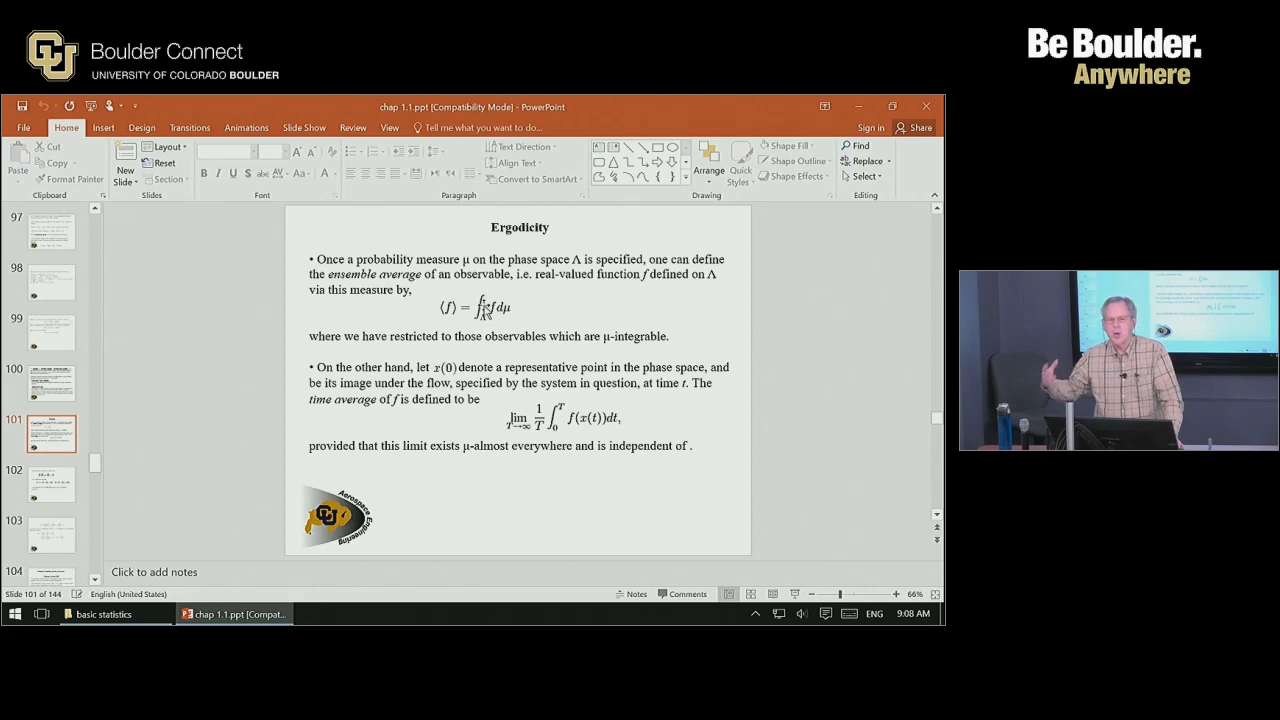 CU
Boulder Connect
UNIVERSITY OF COLORADO BOULDER
Be Boulder.
Anywhere
chap 1.1.ppt [Compatibility Mode] - PowerPoint
File Home Insert Design Transitions Animations Slide Show Review View Tell me what you want to do... Sign in Share
Paste
Cut
Copy
Format Painter
Clipboard
New
Slide
Layout
Reset
Section
Slides
B I U S abc AV Aa A
Font
Text Direction
Align Text
Convert to SmartArt
Paragraph
Arrange
Quick
Styles
Shape Fill
Shape Outline
Shape Effects
Drawing
Find
Replace
Select
Editing
97
98
99
100
101
102
103
104
Ergodicity
• Once a probability measure μ on the phase space Λ is specified, one can define
the ensemble average of an observable, i.e. real-valued function f defined on Λ
via this measure by,
⟨f⟩ = fdμ
where we have restricted to those observables which are μ-integrable.
• On the other hand, let x(0) denote a representative point in the phase space, and
be its image under the flow, specified by the system in question, at time t. The
time average of f is defined to be
lim T→∞ 1/T ∫₀ᵀ f(x(t))dt,
provided that this limit exists μ-almost everywhere and is independent of .
CU
Aerospace
Engineering
Click to add notes
Slide 101 of 144 English (United States) Notes Comments 66%
basic statistics chap 1.1.ppt [Compat... ENG 9:08 AM